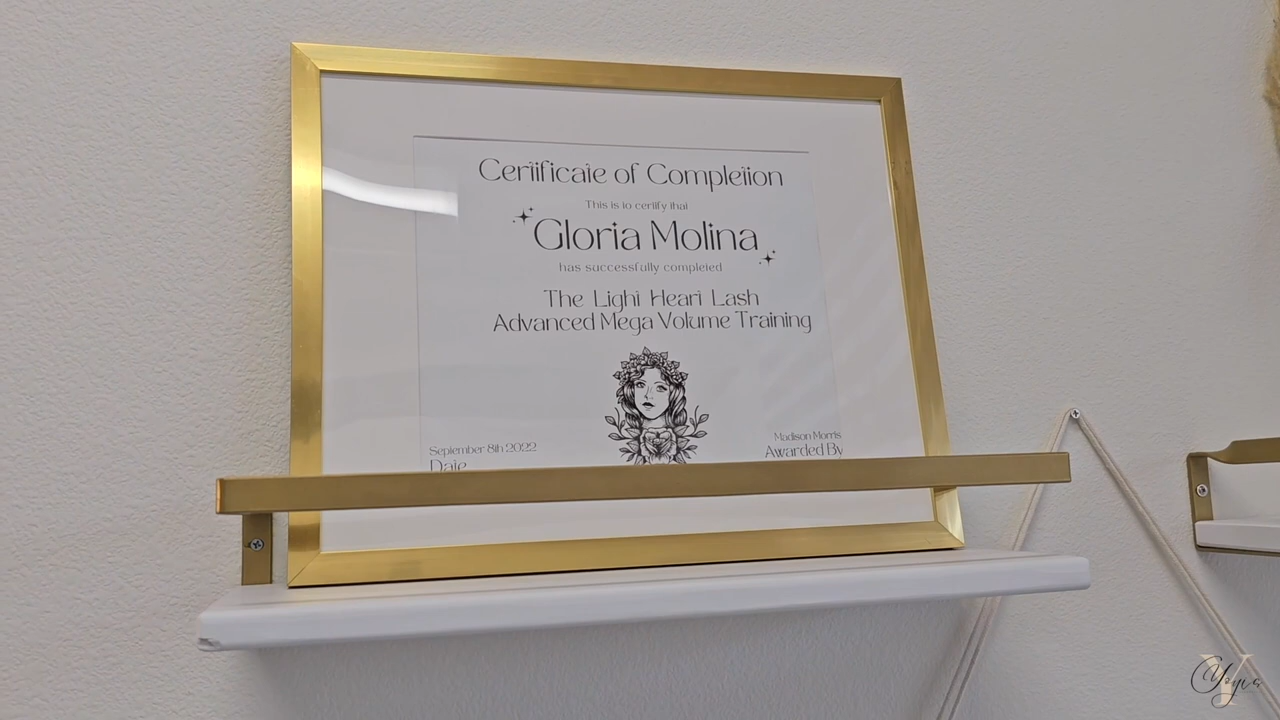 Certificate of Completion
This is to certify that
Gloria Molina
has successfully completed
The Light Heart Lash
Advanced Mega Volume Training
September 8th 2022
Date
Madison Morris
Awarded By